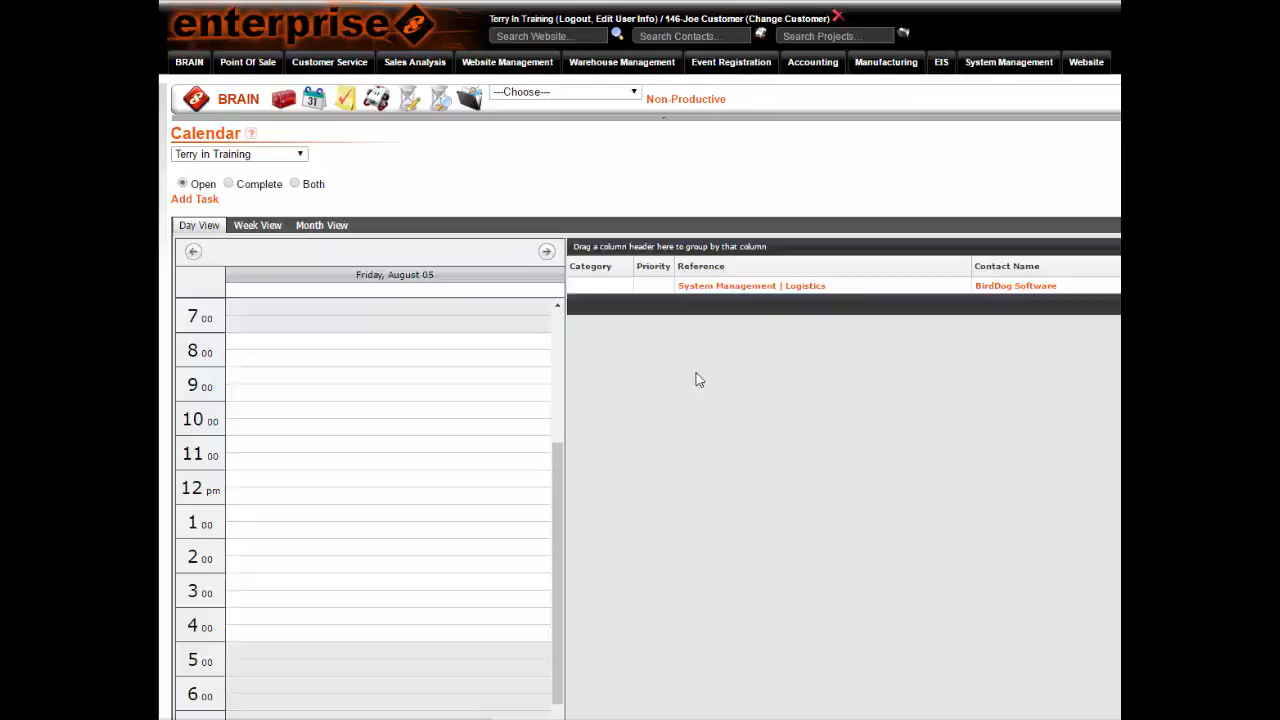 enterprise
Terry In Training (Logout, Edit User Info) / 146-Joe Customer (Change Customer)
Search Website... Search Contacts... Search Projects...
BRAIN Point Of Sale Customer Service Sales Analysis Website Management Warehouse Management Event Registration Accounting Manufacturing EIS System Management Website
BRAIN 31 ---Choose--- Non-Productive
Calendar ?
Terry in Training
Open Complete Both
Add Task
Day View Week View Month View
Drag a column header here to group by that column
Friday, August 05
Category Priority Reference Contact Name
System Management | Logistics BirdDog Software
7 00
8 00
9 00
10 00
11 00
12 pm
1 00
2 00
3 00
4 00
5 00
6 00